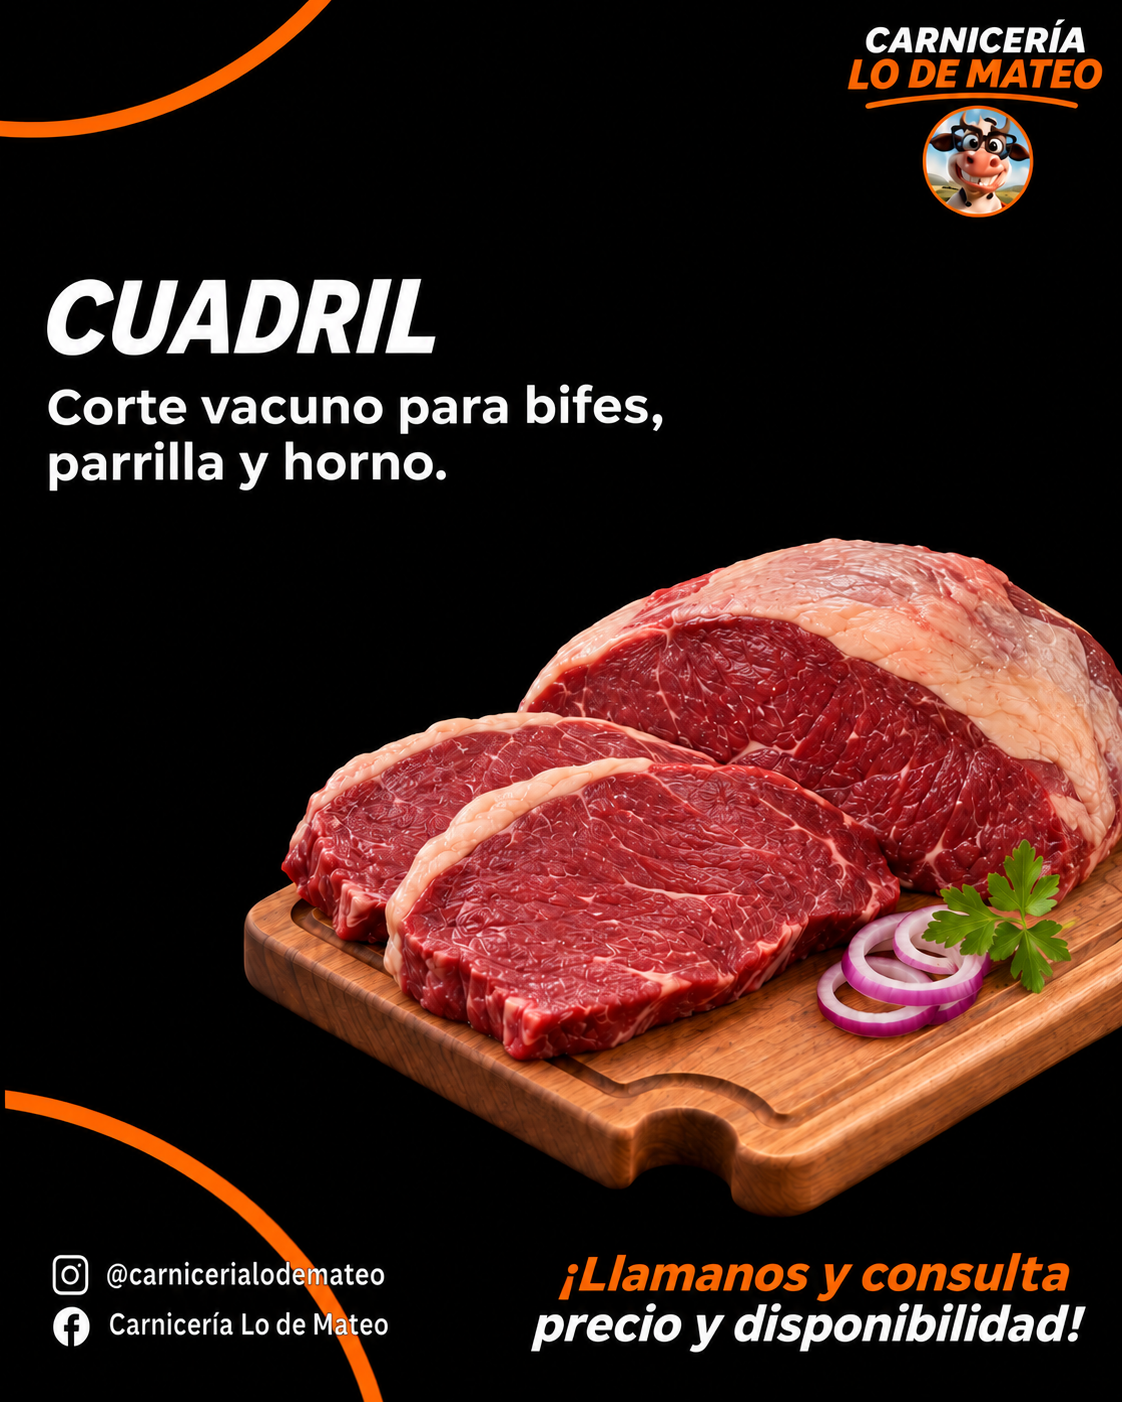 CARNICERÍA
LO DE MATEO
CUADRIL
Corte vacuno para bifes,
parrilla y horno.
@carnicerialodemateo
Carnicería Lo de Mateo
¡Llamanos y consulta
precio y disponibilidad!